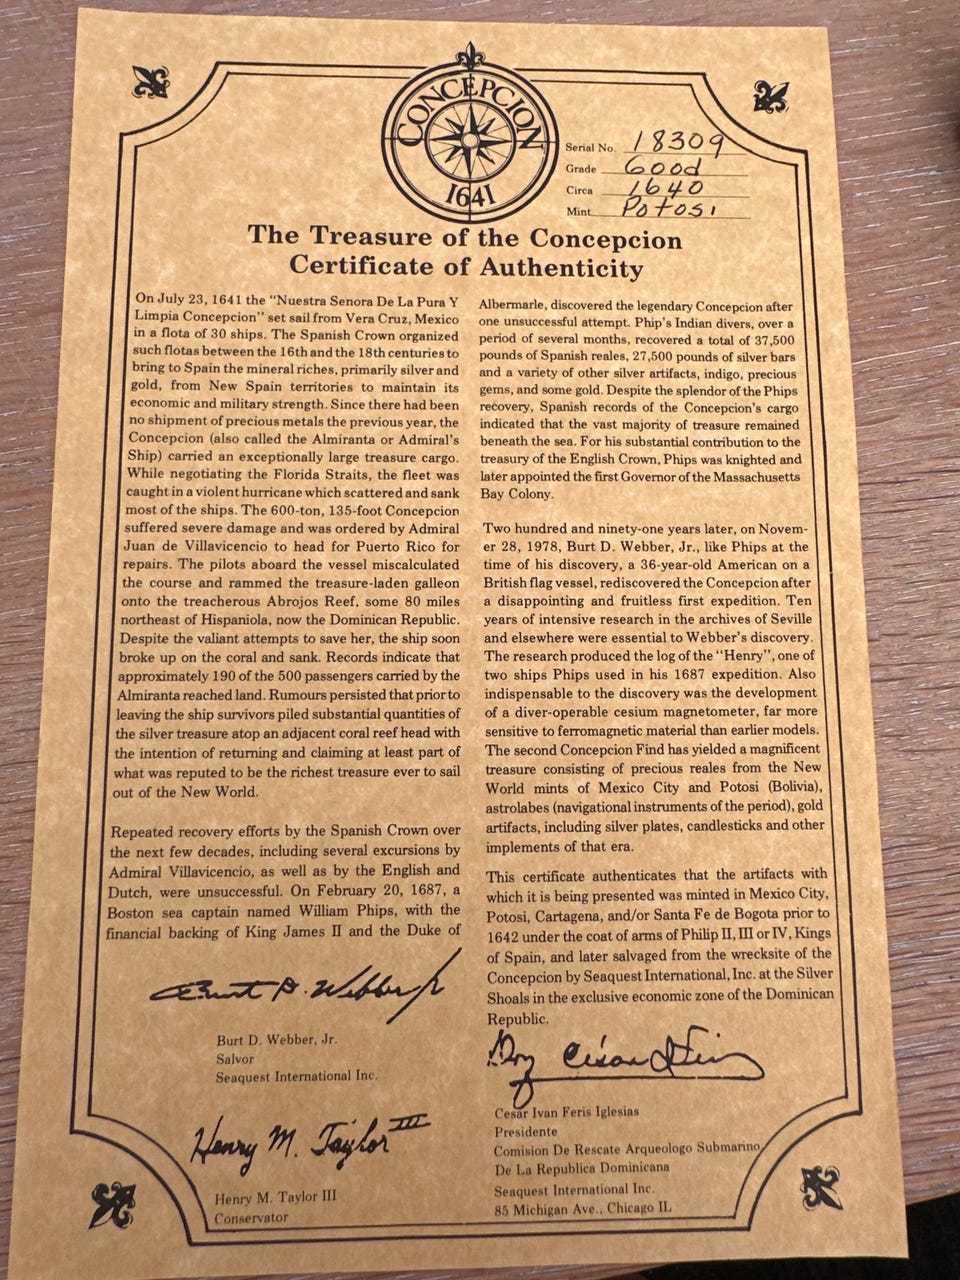 CONCEPCION
1641
Serial No. 18309
Grade Good
Circa 1640
Mint Potosi
The Treasure of the Concepcion
Certificate of Authenticity
On July 23, 1641 the "Nuestra Senora De La Pura Y
Limpia Concepcion" set sail from Vera Cruz, Mexico
in a flota of 30 ships. The Spanish Crown organized
such flotas between the 16th and the 18th centuries to
bring to Spain the mineral riches, primarily silver and
gold, from New Spain territories to maintain its
economic and military strength. Since there had been
no shipment of precious metals the previous year, the
Concepcion (also called the Almiranta or Admiral's
Ship) carried an exceptionally large treasure cargo.
While negotiating the Florida Straits, the fleet was
caught in a violent hurricane which scattered and sank
most of the ships. The 600-ton, 135-foot Concepcion
suffered severe damage and was ordered by Admiral
Juan de Villavicencio to head for Puerto Rico for
repairs. The pilots aboard the vessel miscalculated
the course and rammed the treasure-laden galleon
onto the treacherous Abrojos Reef, some 80 miles
northeast of Hispaniola, now the Dominican Republic.
Despite the valiant attempts to save her, the ship soon
broke up on the coral and sank. Records indicate that
approximately 190 of the 500 passengers carried by the
Almiranta reached land. Rumours persisted that prior to
leaving the ship survivors piled substantial quantities of
the silver treasure atop an adjacent coral reef head with
the intention of returning and claiming at least part of
what was reputed to be the richest treasure ever to sail
out of the New World.
Repeated recovery efforts by the Spanish Crown over
the next few decades, including several excursions by
Admiral Villavicencio, as well as by the English and
Dutch, were unsuccessful. On February 20, 1687, a
Boston sea captain named William Phips, with the
financial backing of King James II and the Duke of
Albermarle, discovered the legendary Concepcion after
one unsuccessful attempt. Phip's Indian divers, over a
period of several months, recovered a total of 37,500
pounds of Spanish reales, 27,500 pounds of silver bars
and a variety of other silver artifacts, indigo, precious
gems, and some gold. Despite the splendor of the Phips
recovery, Spanish records of the Concepcion's cargo
indicated that the vast majority of treasure remained
beneath the sea. For his substantial contribution to the
treasury of the English Crown, Phips was knighted and
later appointed the first Governor of the Massachusetts
Bay Colony.
Two hundred and ninety-one years later, on Novem-
er 28, 1978, Burt D. Webber, Jr., like Phips at the
time of his discovery, a 36-year-old American on a
British flag vessel, rediscovered the Concepcion after
a disappointing and fruitless first expedition. Ten
years of intensive research in the archives of Seville
and elsewhere were essential to Webber's discovery.
The research produced the log of the "Henry", one of
two ships Phips used in his 1687 expedition. Also
indispensable to the discovery was the development
of a diver-operable cesium magnetometer, far more
sensitive to ferromagnetic material than earlier models.
The second Concepcion Find has yielded a magnificent
treasure consisting of precious reales from the New
World mints of Mexico City and Potosi (Bolivia),
astrolabes (navigational instruments of the period), gold
artifacts, including silver plates, candlesticks and other
implements of that era.
This certificate authenticates that the artifacts with
which it is being presented was minted in Mexico City,
Potosi, Cartagena, and/or Santa Fe de Bogota prior to
1642 under the coat of arms of Philip II, III or IV, Kings
of Spain, and later salvaged from the wrecksite of the
Concepcion by Seaquest International, Inc. at the Silver
Shoals in the exclusive economic zone of the Dominican
Republic.
Burt D. Webber Jr
Burt D. Webber, Jr.
Salvor
Seaquest International Inc.
Henry M. Taylor III
Henry M. Taylor III
Conservator
Cesar Ivan Feris Iglesias
Presidente
Comision De Rescate Arqueologo Submarino
De La Republica Dominicana
Seaquest International Inc.
85 Michigan Ave., Chicago IL